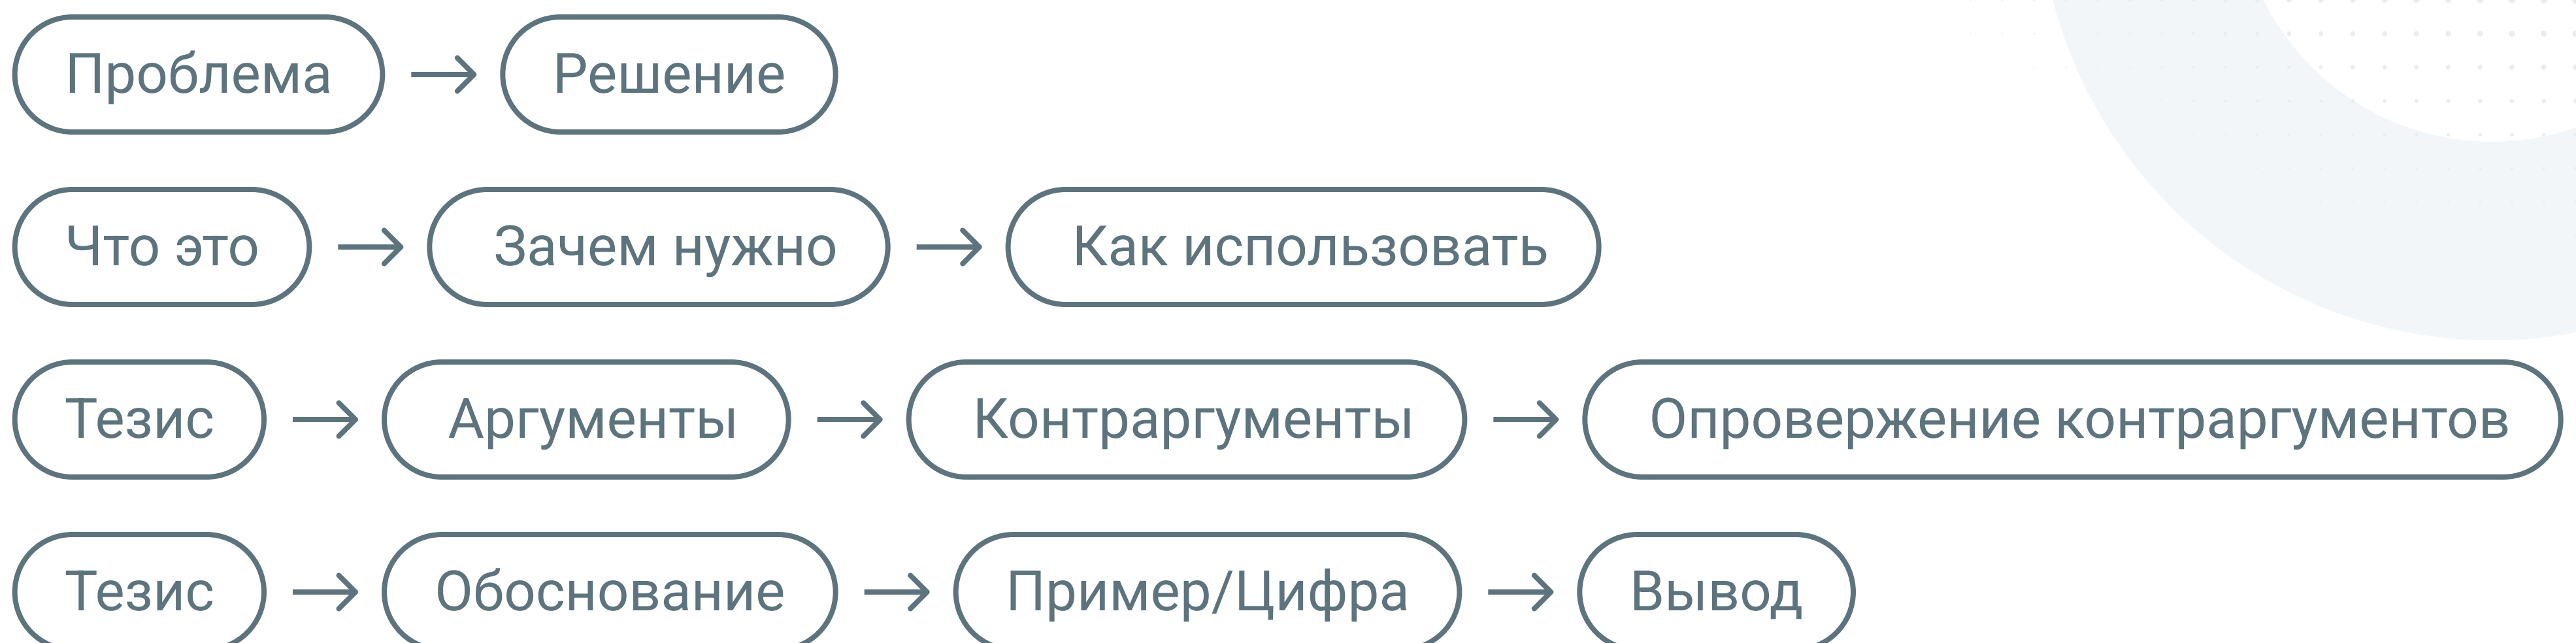 Проблема → Решение
Что это → Зачем нужно → Как использовать
Тезис → Аргументы → Контраргументы → Опровержение контраргументов
Тезис → Обоснование → Пример/Цифра → Вывод